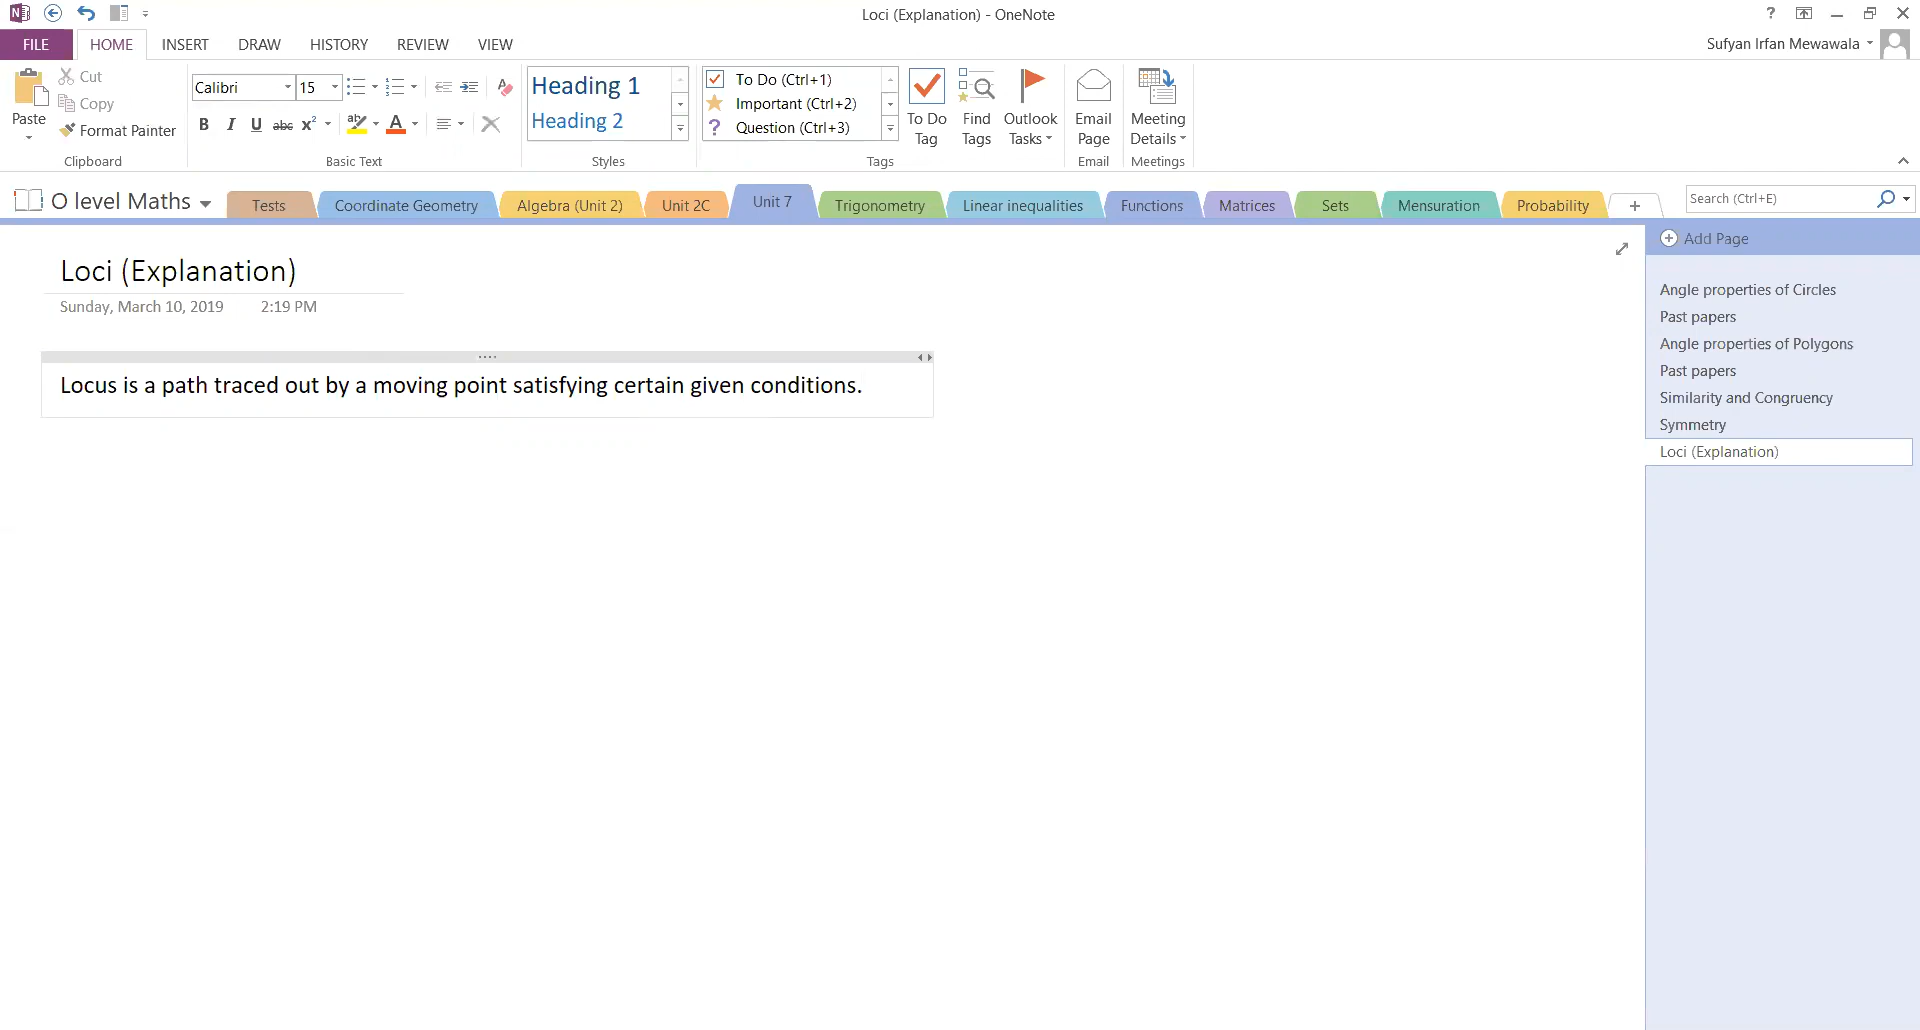 Loci (Explanation) - OneNote
?
FILE HOME INSERT DRAW HISTORY REVIEW VIEW
Sufyan Irfan Mewawala
Paste
Cut
Copy
Format Painter
Clipboard
Calibri 15
B I U abc x² ab A
Basic Text
Heading 1
Heading 2
Styles
To Do (Ctrl+1)
Important (Ctrl+2)
? Question (Ctrl+3)
To Do
Tag
Find
Tags
Tags
Outlook
Tasks
Email
Page
Email
Meeting
Details
Meetings
O level Maths
Tests
Coordinate Geometry
Algebra (Unit 2)
Unit 2C
Unit 7
Trigonometry
Linear inequalities
Functions
Matrices
Sets
Mensuration
Probability
+
Search (Ctrl+E)
Loci (Explanation)
Sunday, March 10, 2019 2:19 PM
Locus is a path traced out by a moving point satisfying certain given conditions.
Add Page
Angle properties of Circles
Past papers
Angle properties of Polygons
Past papers
Similarity and Congruency
Symmetry
Loci (Explanation)